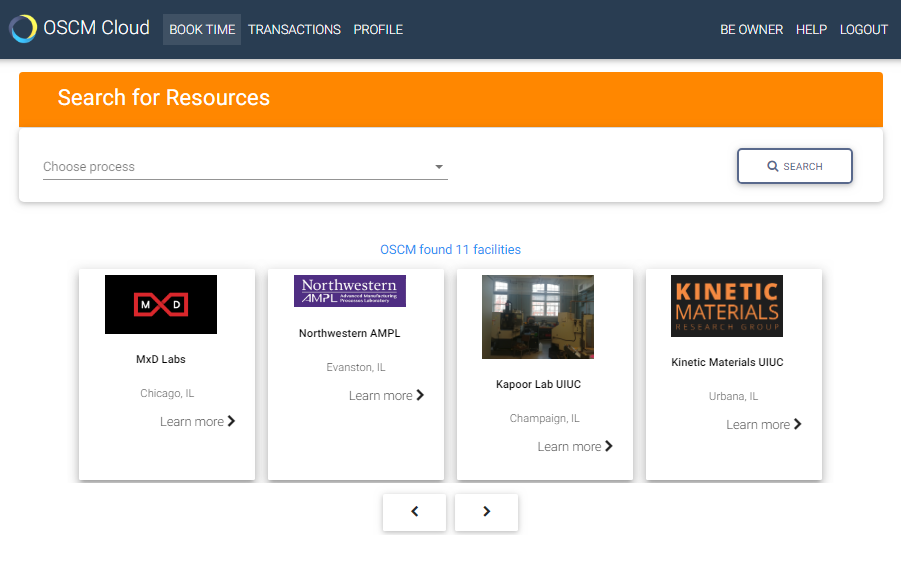 OSCM Cloud BOOK TIME TRANSACTIONS PROFILE BE OWNER HELP LOGOUT
Search for Resources
Choose process SEARCH
OSCM found 11 facilities
M D
MxD Labs
Chicago, IL
Learn more
Northwestern
AMPL Advanced Manufacturing
Processes Laboratory
Northwestern AMPL
Evanston, IL
Learn more
Kapoor Lab UIUC
Champaign, IL
Learn more
KINETIC
MATERIALS
RESEARCH GROUP
Kinetic Materials UIUC
Urbana, IL
Learn more